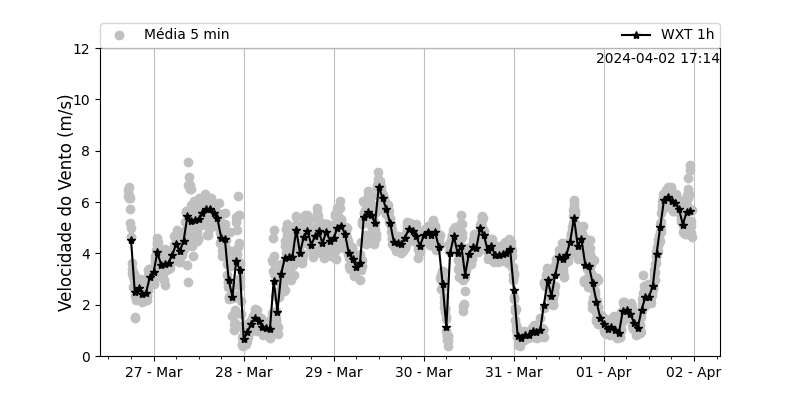 Média 5 min
WXT 1h
2024-04-02 17:14
Velocidade do Vento (m/s)
12
10
8
6
4
2
0
27 - Mar
28 - Mar
29 - Mar
30 - Mar
31 - Mar
01 - Apr
02 - Apr